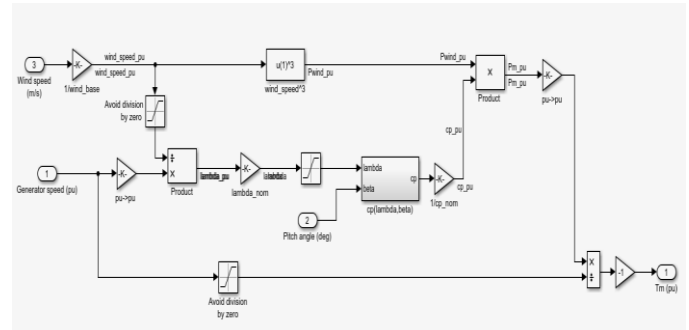 3
Wind speed
(m/s)
-K-
1/wind_base
wind_speed_pu
wind_speed_pu
Avoid division
by zero
u(1)^3
wind_speed^3
Pwind_pu
Pwind_pu
×
Product
Pm_pu
Pm_pu
-K-
pu->pu
1
Generator speed (pu)
-K-
pu->pu
÷
×
Product
lambda_pu
-K-
lambda_nom
lambda
lambda
beta
cp
cp(lambda,beta)
-K-
1/cp_nom
cp_pu
cp_pu
2
Pitch angle (deg)
Avoid division
by zero
×
÷
-1
1
Tm (pu)